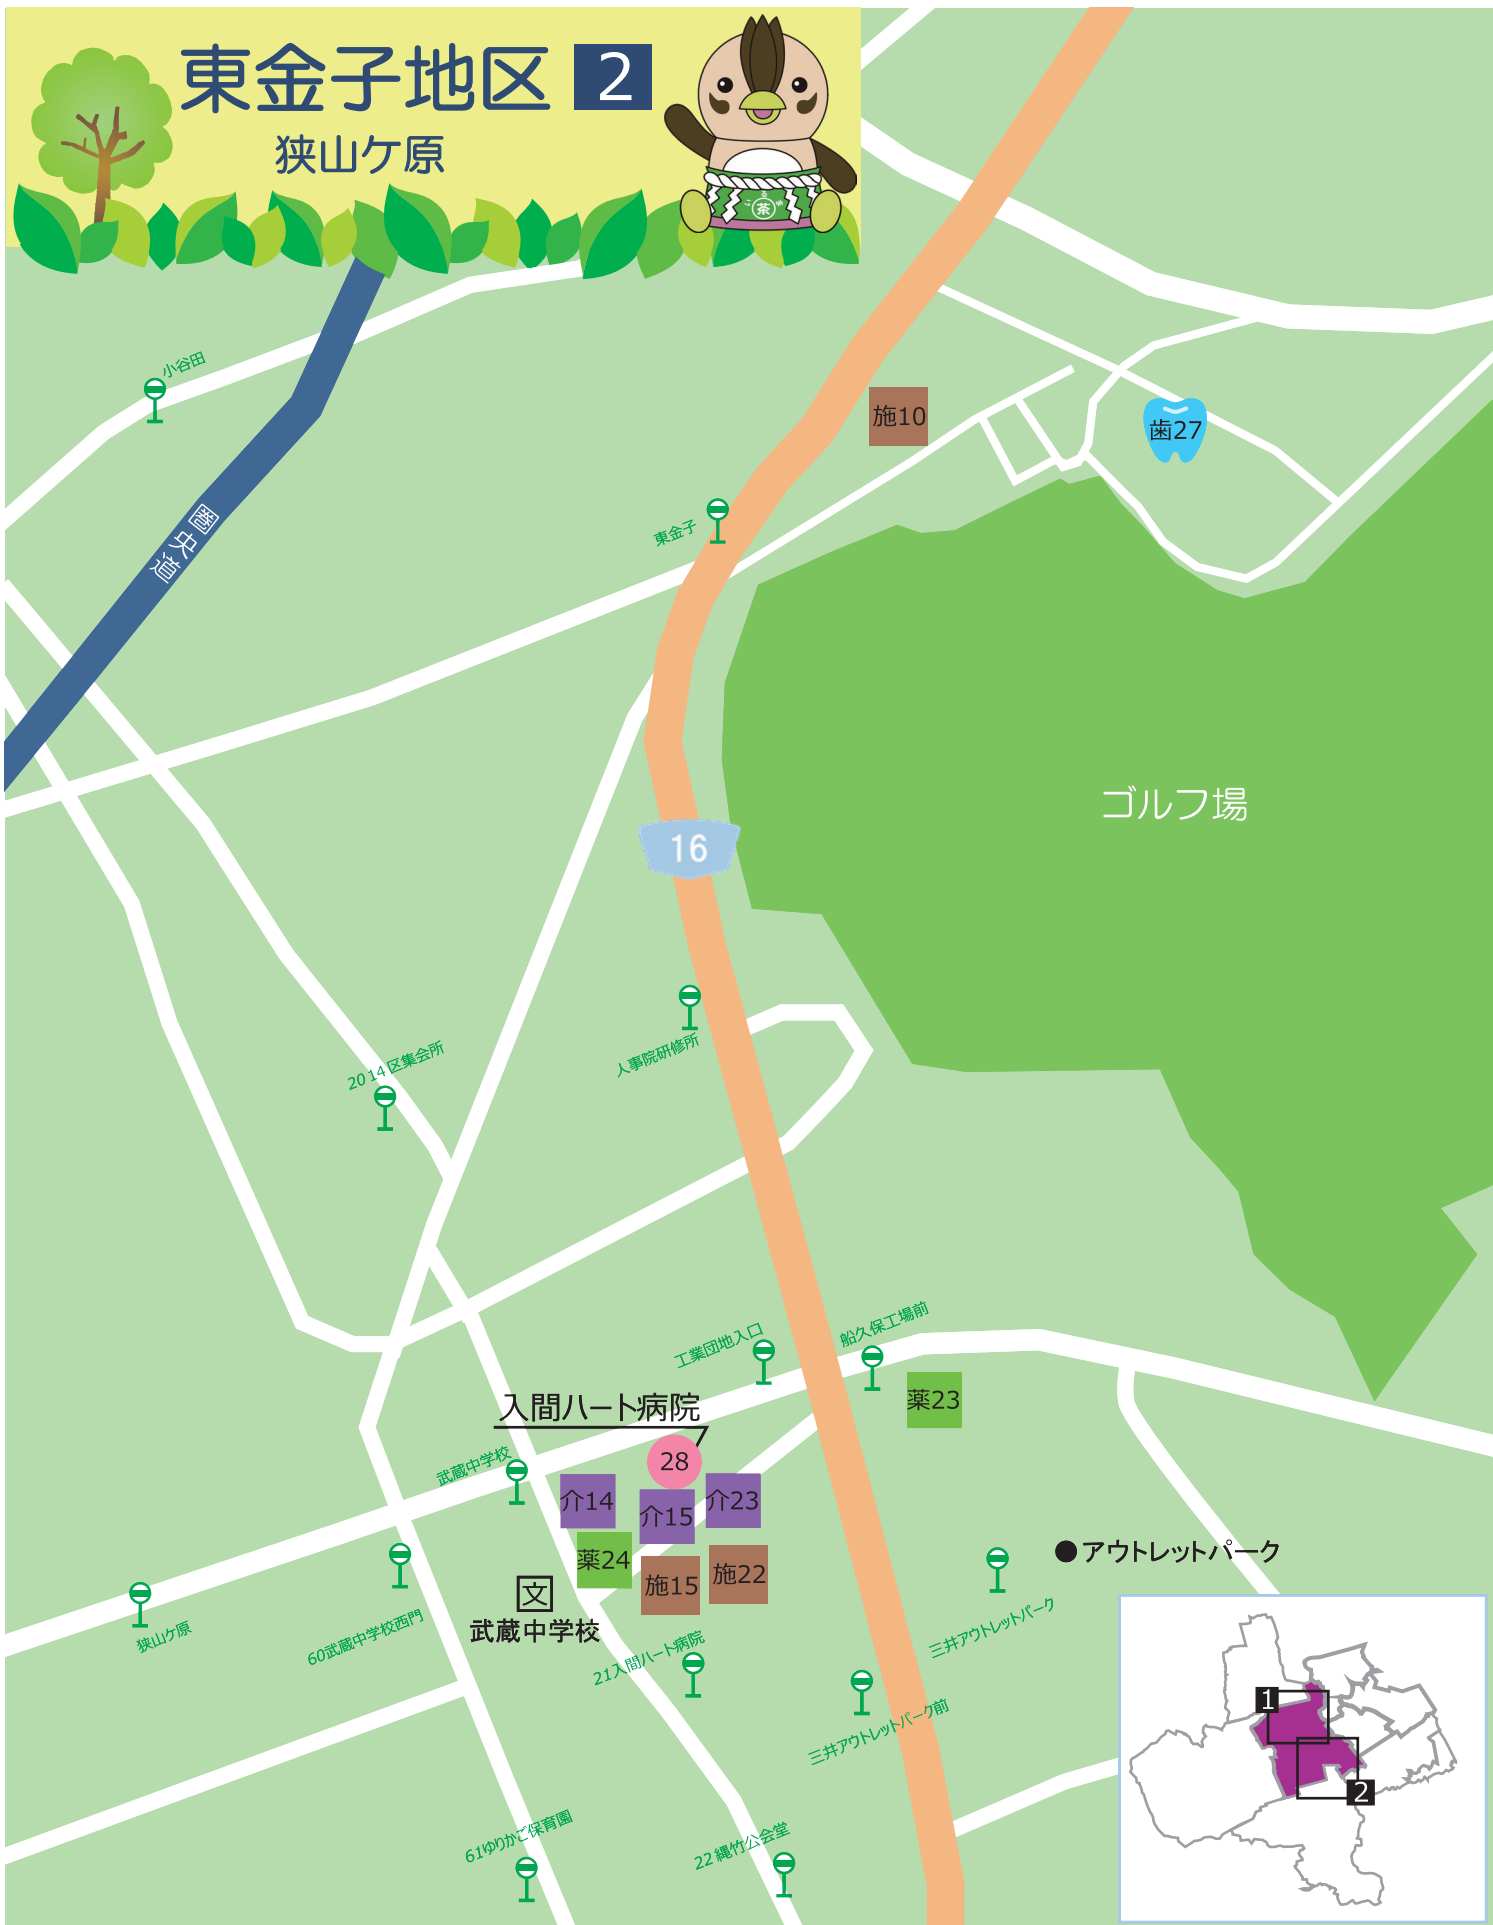 東金子地区 2
狭山ケ原
い る ま
茶
小谷田
施10
歯27
圏央道
東金子
ゴルフ場
16
人事院研修所
20 14 区集会所
船久保工場前
工業団地入口
薬23
入間ハート病院
28
武蔵中学校
介14
介15
介23
薬24
施15
施22
アウトレットパーク
文
武蔵中学校
狭山ケ原
60武蔵中学校西門
21入間ハート病院
三井アウトレットパーク
三井アウトレットパーク前
61ゆりかご保育園
22 縄竹公会堂
1
2